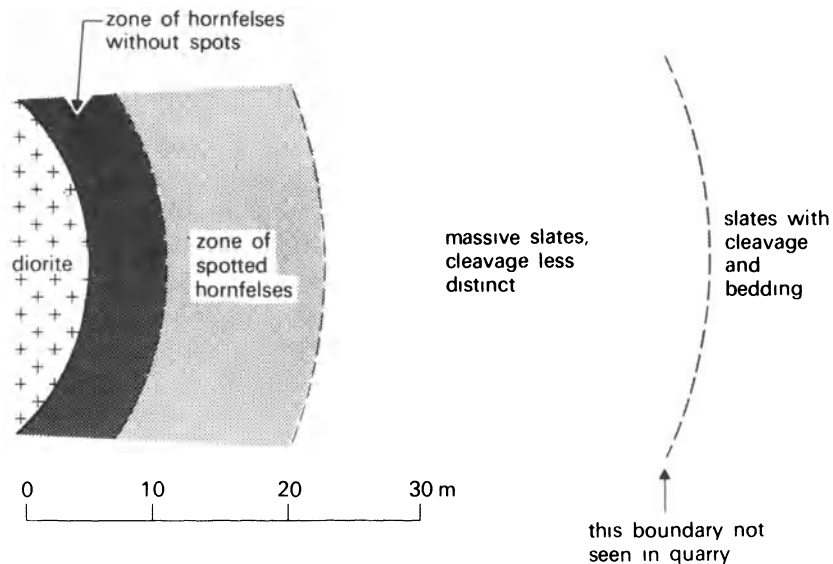 zone of hornfelses
without spots
diorite
zone of
spotted
hornfelses
massive slates,
cleavage less
distinct
slates with
cleavage
and
bedding
0 10 20 30 m
this boundary not
seen in quarry